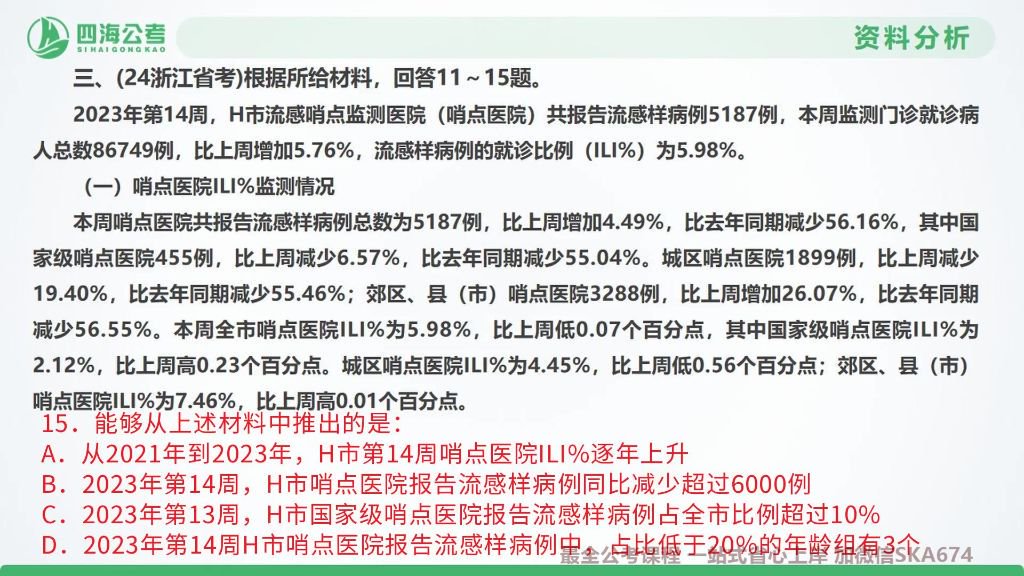 四海公考
SIHAIGONGKAO
资料分析
三、(24浙江省考)根据所给材料，回答11～15题。
2023年第14周，H市流感哨点监测医院（哨点医院）共报告流感样病例5187例，本周监测门诊就诊病
人总数86749例，比上周增加5.76%，流感样病例的就诊比例（ILI%）为5.98%。
（一）哨点医院ILI%监测情况
本周哨点医院共报告流感样病例总数为5187例，比上周增加4.49%，比去年同期减少56.16%，其中国
家级哨点医院455例，比上周减少6.57%，比去年同期减少55.04%。城区哨点医院1899例，比上周减少
19.40%，比去年同期减少55.46%；郊区、县（市）哨点医院3288例，比上周增加26.07%，比去年同期
减少56.55%。本周全市哨点医院ILI%为5.98%，比上周低0.07个百分点，其中国家级哨点医院ILI%为
2.12%，比上周高0.23个百分点。城区哨点医院ILI%为4.45%，比上周低0.56个百分点；郊区、县（市）
哨点医院ILI%为7.46%，比上周高0.01个百分点。
15．能够从上述材料中推出的是：
A．从2021年到2023年，H市第14周哨点医院ILI%逐年上升
B．2023年第14周，H市哨点医院报告流感样病例同比减少超过6000例
C．2023年第13周，H市国家级哨点医院报告流感样病例占全市比例超过10%
D．2023年第14周H市哨点医院报告流感样病例中，占比低于20%的年龄组有3个
最全公考课程 一站式省心上岸 加微信SKA674